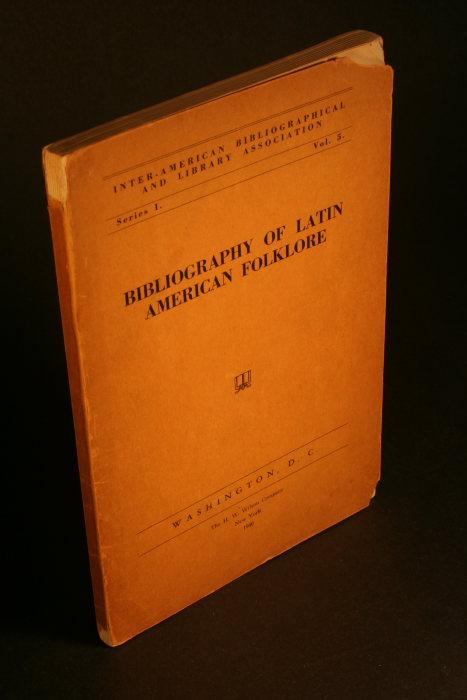 INTER-AMERICAN BIBLIOGRAPHICAL
AND LIBRARY ASSOCIATION
Series I. Vol. 5.
BIBLIOGRAPHY OF LATIN
AMERICAN FOLKLORE
WASHINGTON, D. C
The H. W. Wilson Company
New York
1940